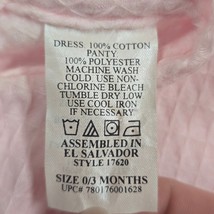 DRESS 100% COTTON
PANTY
100% POLYESTER
MACHINE WASH
COLD. USE NON-
CHLORINE BLEACH
TUMBLE DRY LOW
USE COOL IRON
IF NECESSARY
ASSEMBLED IN
EL SALVADOR
STYLE 17620
SIZE 0/3 MONTHS
UPC# 780176001628